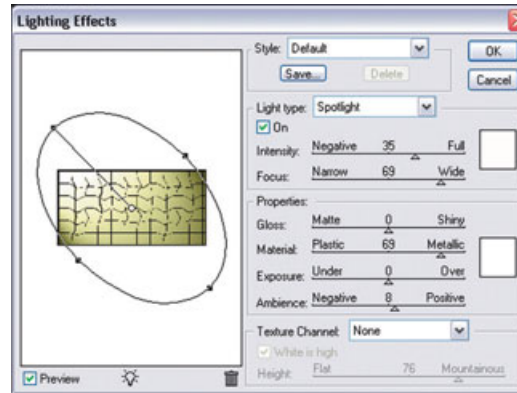 Lighting Effects
Style: Default
OK
Save...
Delete
Cancel
Light type: Spotlight
On
Intensity: Negative 35 Full
Focus: Narrow 69 Wide
Properties:
Gloss: Matte 0 Shiny
Material: Plastic 69 Metallic
Exposure: Under 0 Over
Ambience: Negative 8 Positive
Texture Channel: None
White is high
Height: Flat 76 Mountainous
Preview